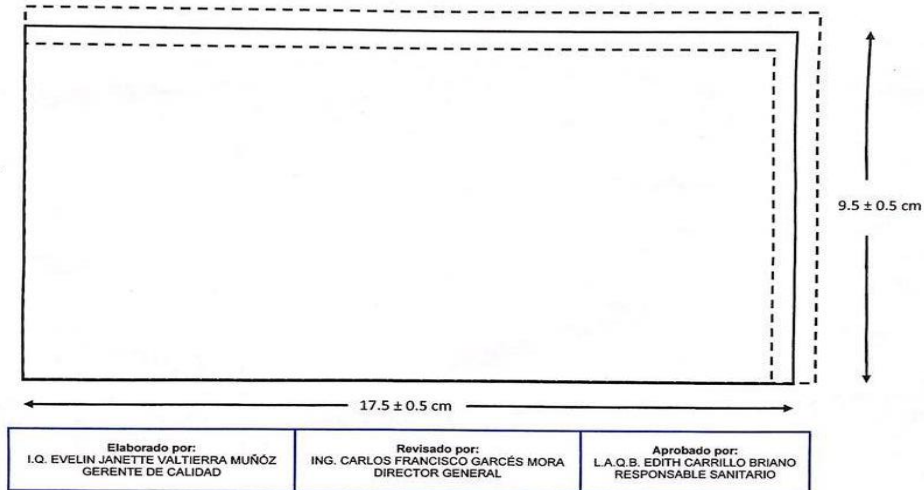 9.5 ± 0.5 cm
17.5 ± 0.5 cm
Elaborado por:
I.Q. EVELIN JANETTE VALTIERRA MUÑÓZ
GERENTE DE CALIDAD
Revisado por:
ING. CARLOS FRANCISCO GARCÉS MORA
DIRECTOR GENERAL
Aprobado por:
L.A.Q.B. EDITH CARRILLO BRIANO
RESPONSABLE SANITARIO